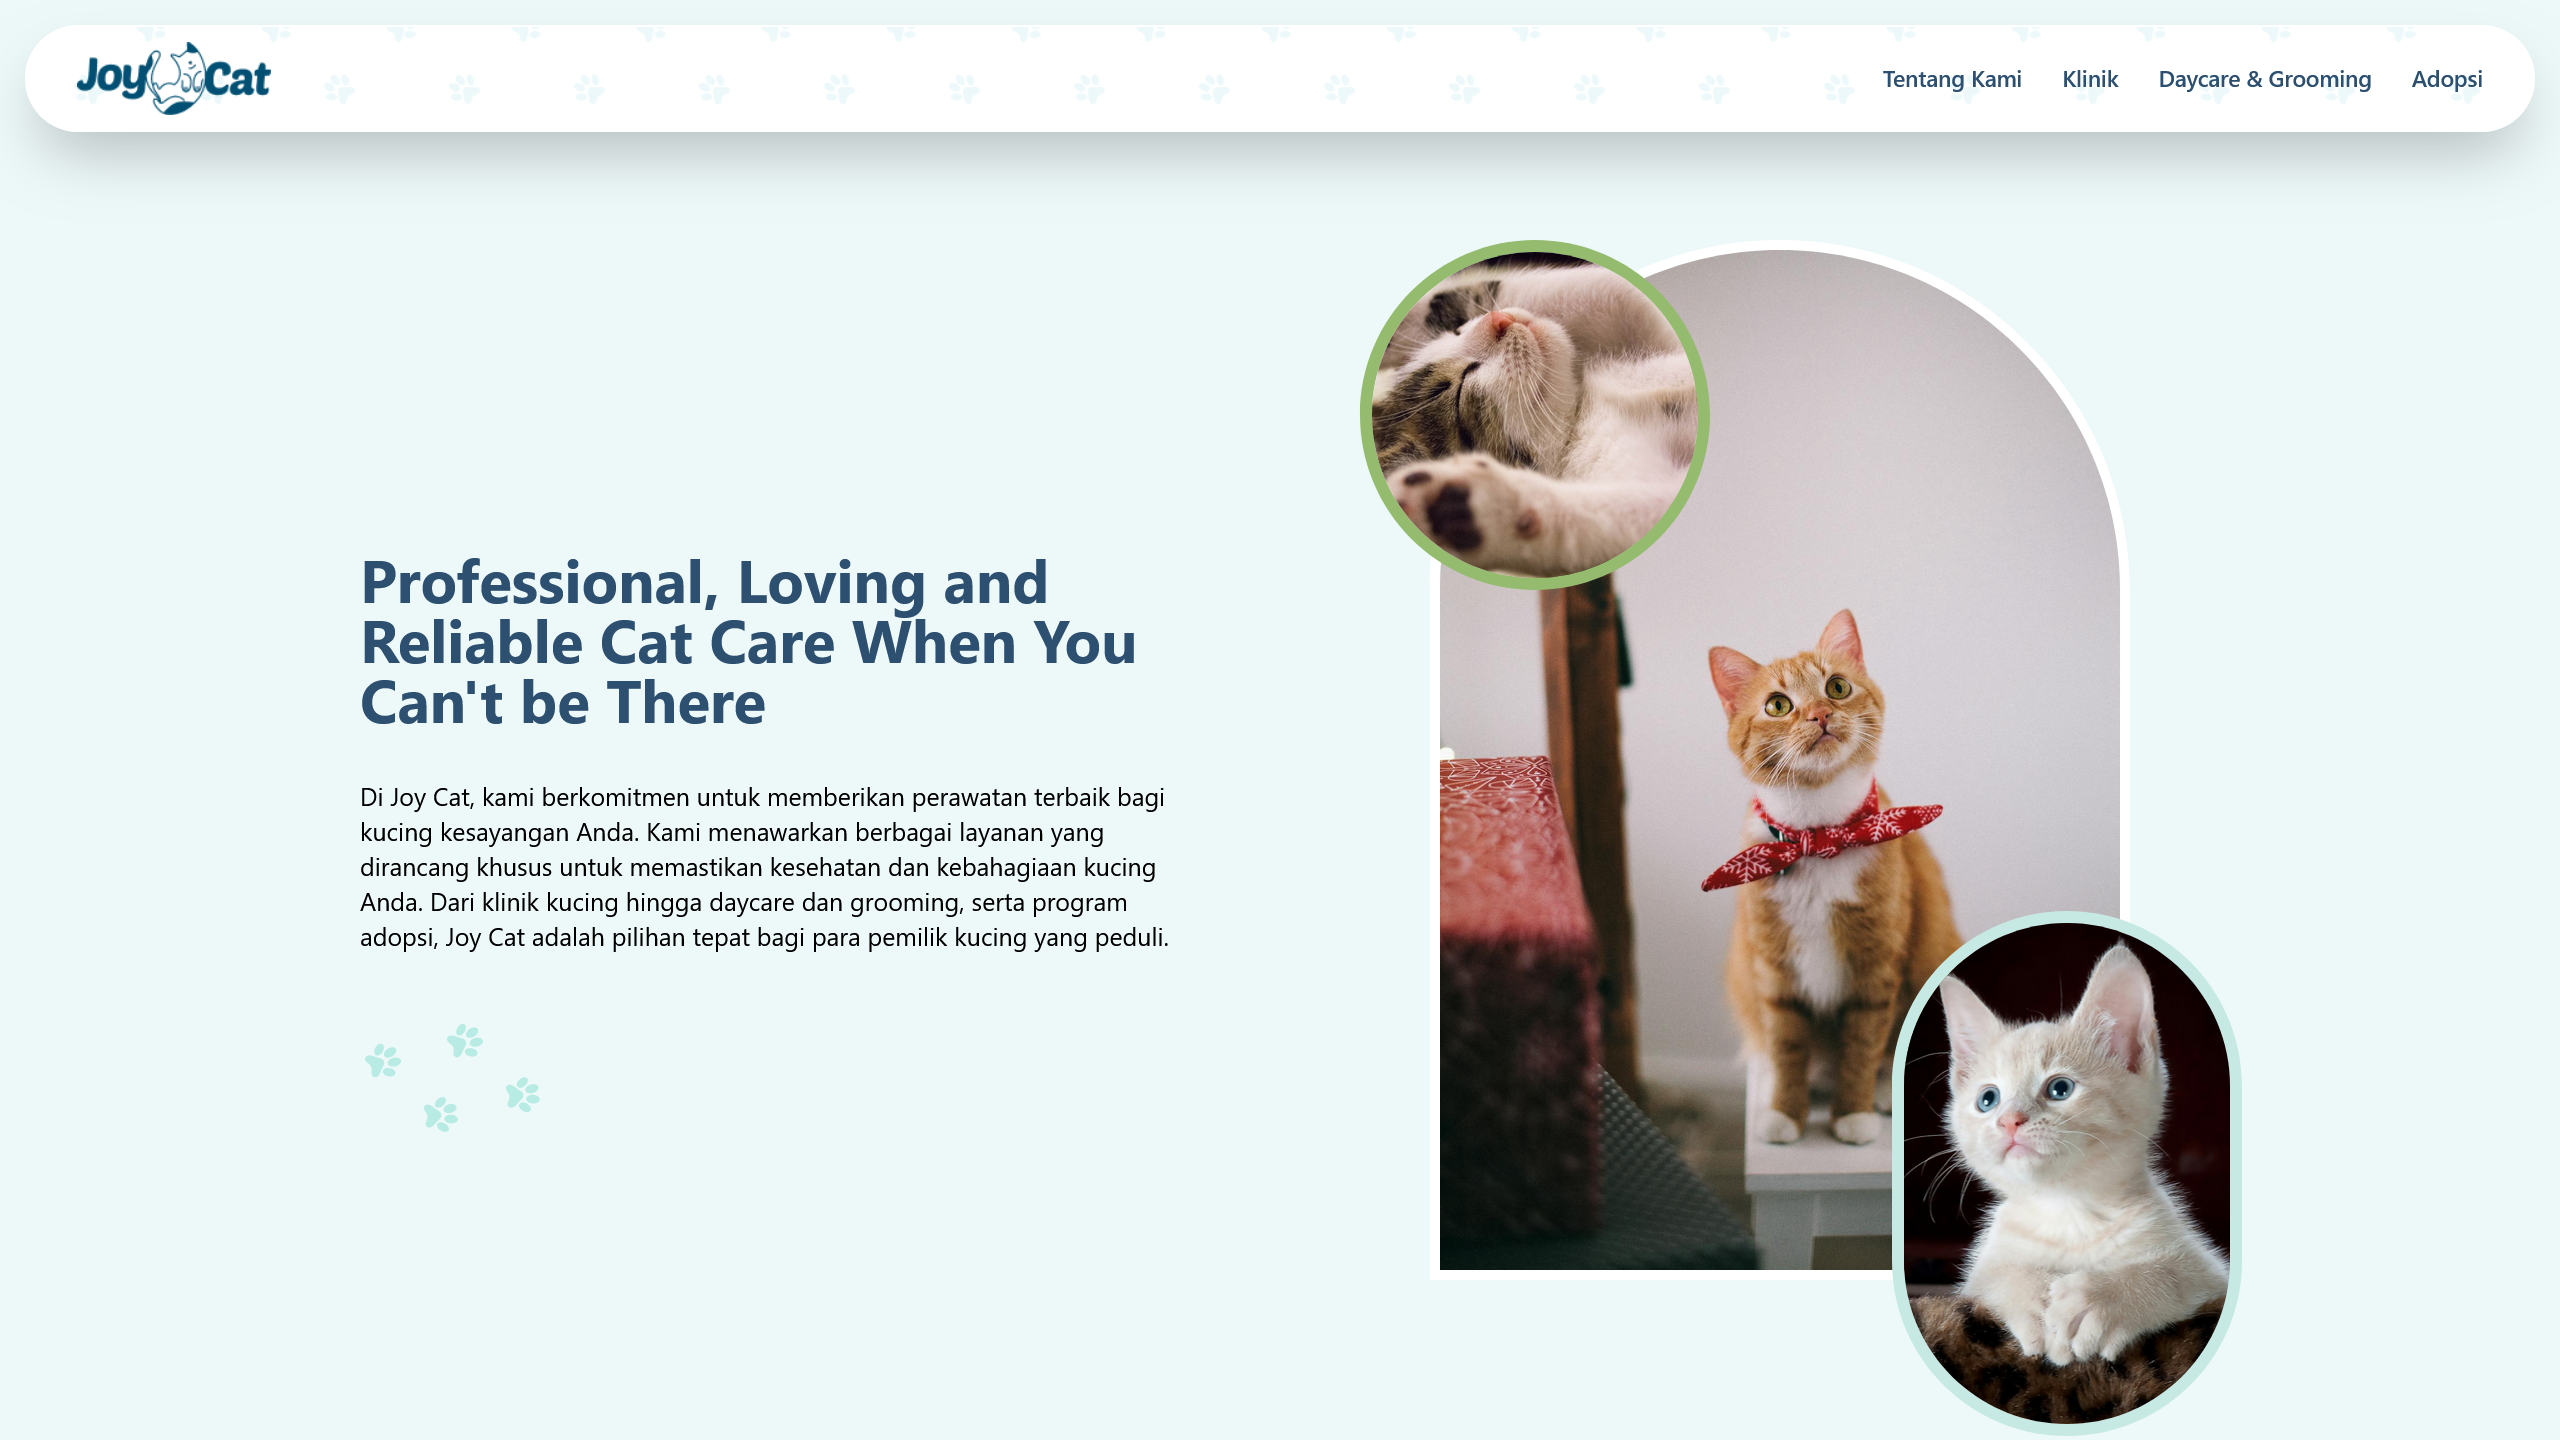 Joy Cat
Tentang Kami
Klinik
Daycare & Grooming
Adopsi
Professional, Loving and
Reliable Cat Care When You
Can't be There
Di Joy Cat, kami berkomitmen untuk memberikan perawatan terbaik bagi
kucing kesayangan Anda. Kami menawarkan berbagai layanan yang
dirancang khusus untuk memastikan kesehatan dan kebahagiaan kucing
Anda. Dari klinik kucing hingga daycare dan grooming, serta program
adopsi, Joy Cat adalah pilihan tepat bagi para pemilik kucing yang peduli.